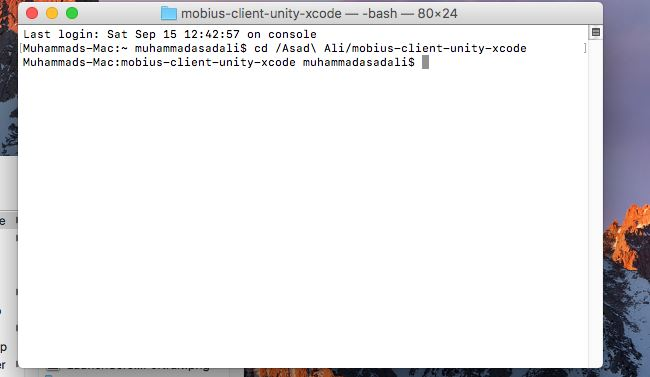 mobius-client-unity-xcode — -bash — 80×24
Last login: Sat Sep 15 12:42:57 on console
[Muhammads-Mac:~ muhammadasadali$ cd /Asad\ Ali/mobius-client-unity-xcode ]
Muhammads-Mac:mobius-client-unity-xcode muhammadasadali$